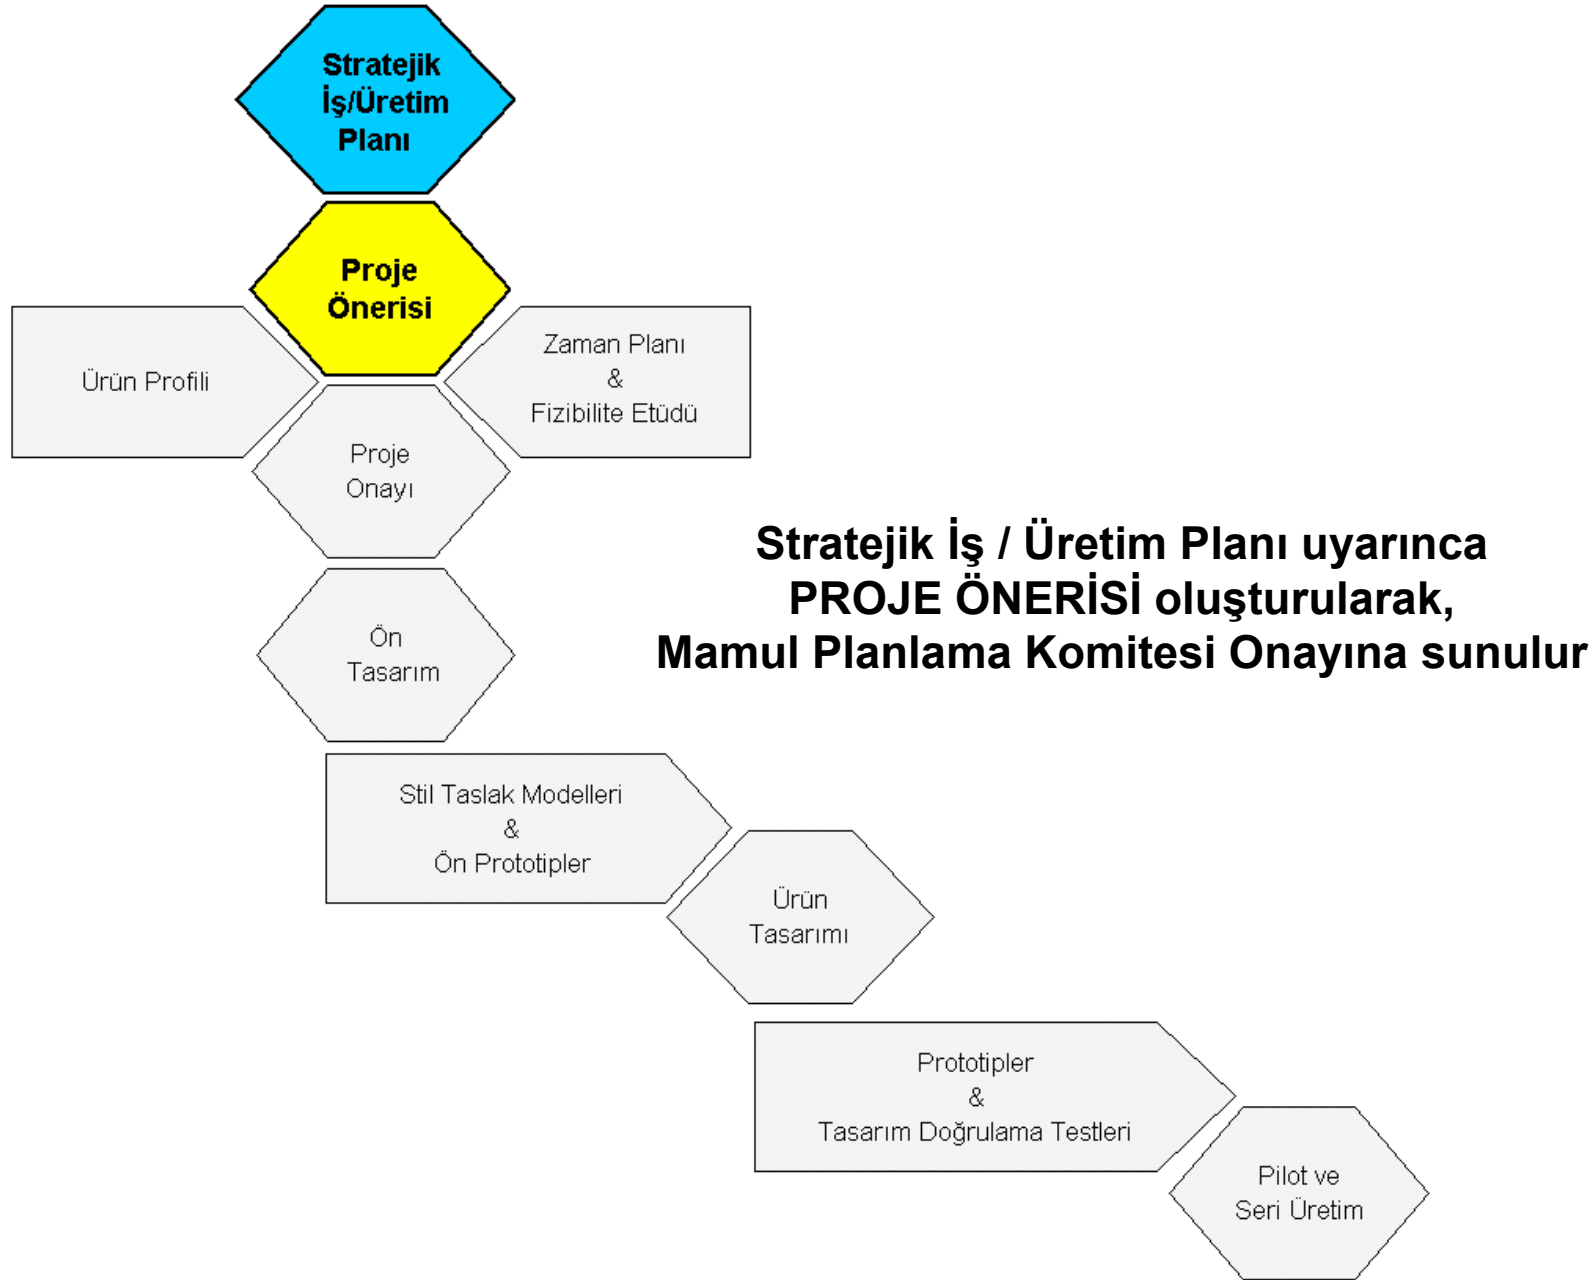 Stratejik
İş/Üretim
Planı
Proje
Önerisi
Ürün Profili
Zaman Planı
&
Fizibilite Etüdü
Proje
Onayı
Stratejik İş / Üretim Planı uyarınca
PROJE ÖNERİSİ oluşturularak,
Mamul Planlama Komitesi Onayına sunulur
Ön
Tasarım
Stil Taslak Modelleri
&
Ön Prototipler
Ürün
Tasarımı
Prototipler
&
Tasarım Doğrulama Testleri
Pilot ve
Seri Üretim